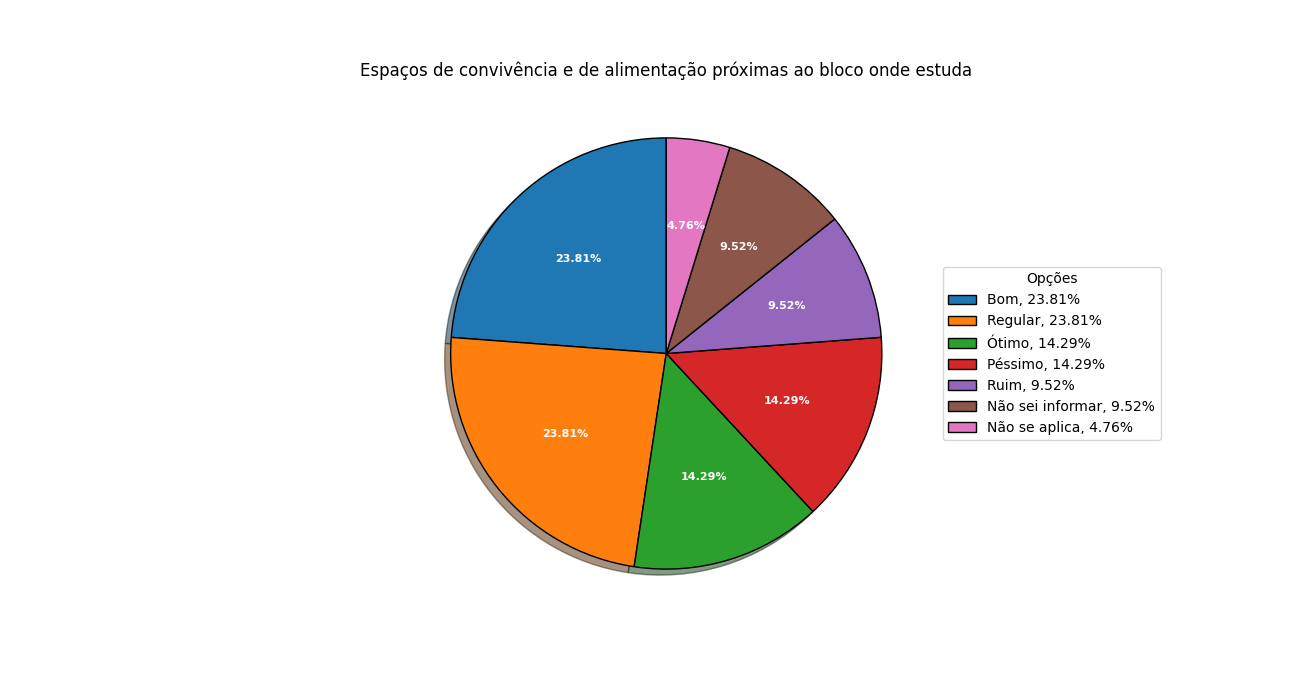 Espaços de convivência e de alimentação próximas ao bloco onde estuda
4.76%
9.52%
23.81%
9.52%
14.29%
23.81%
14.29%
Opções
Bom, 23.81%
Regular, 23.81%
Ótimo, 14.29%
Péssimo, 14.29%
Ruim, 9.52%
Não sei informar, 9.52%
Não se aplica, 4.76%